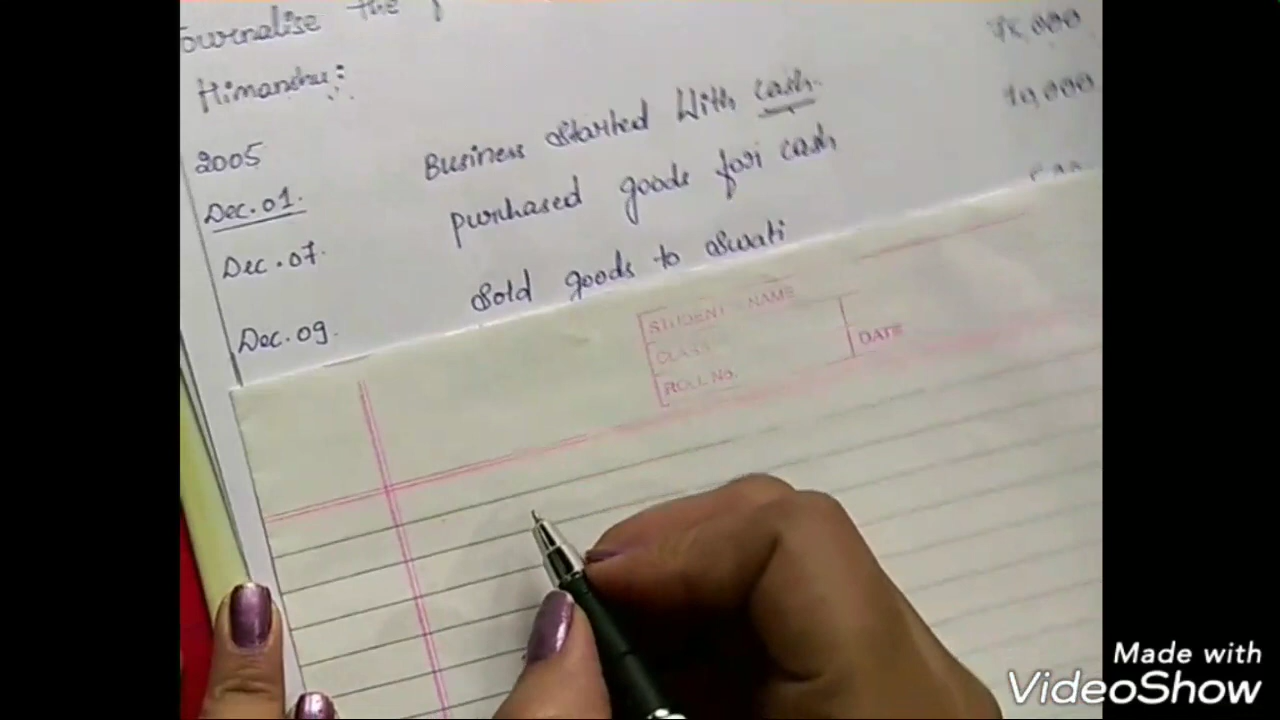 Journalise the
Himanshu:
2005
Dec. 01. Business started With cash.
Dec. 07. purhased goods for cash 10,000
Dec. 09. Sold goods to Swati
STUDENT NAME
CLASS
ROLL No.
DATE
Made with
VideoShow